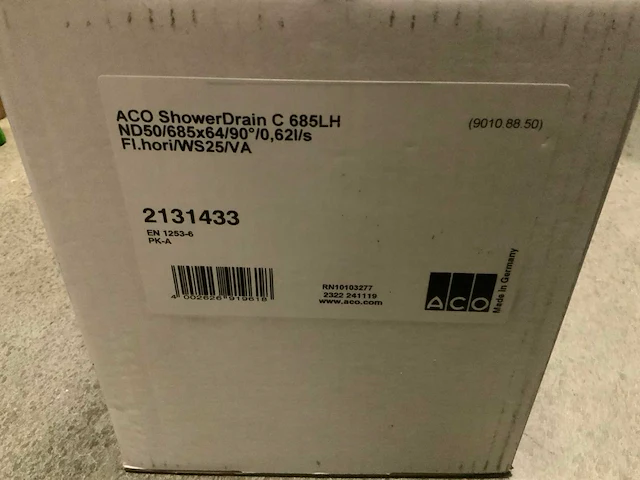 ACO ShowerDrain C 685LH
(9010.88.50)
ND50/685x64/90°/0,62l/s
Fl.hori/WS25/VA
2131433
EN 1253-6
PK-A
4 002626 919618
RN10103277
2322 241119
www.aco.com
ACO
Made in Germany